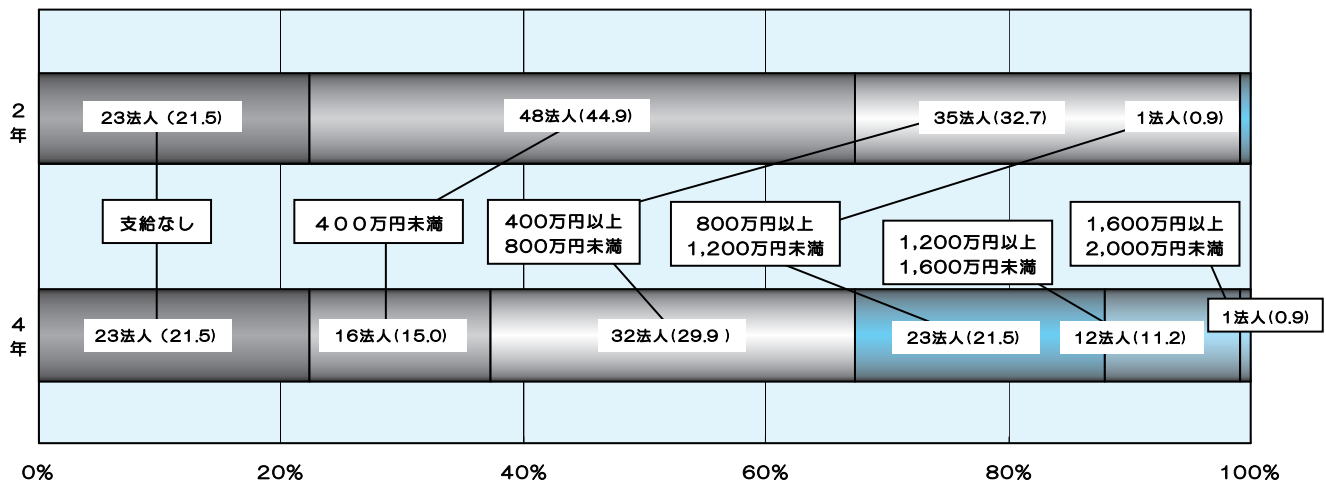 2
年
23法人（21.5)
48法人(44.9)
35法人(32.7)
1法人(0.9)
支給なし
４００万円未満
400万円以上
800万円未満
800万円以上
1,200万円未満
1,200万円以上
1,600万円未満
1,600万円以上
2,000万円未満
4
年
23法人（21.5)
16法人(15.0)
32法人(29.9 )
23法人(21.5)
12法人(11.2)
1法人(0.9)
0%
20%
40%
60%
80%
100%